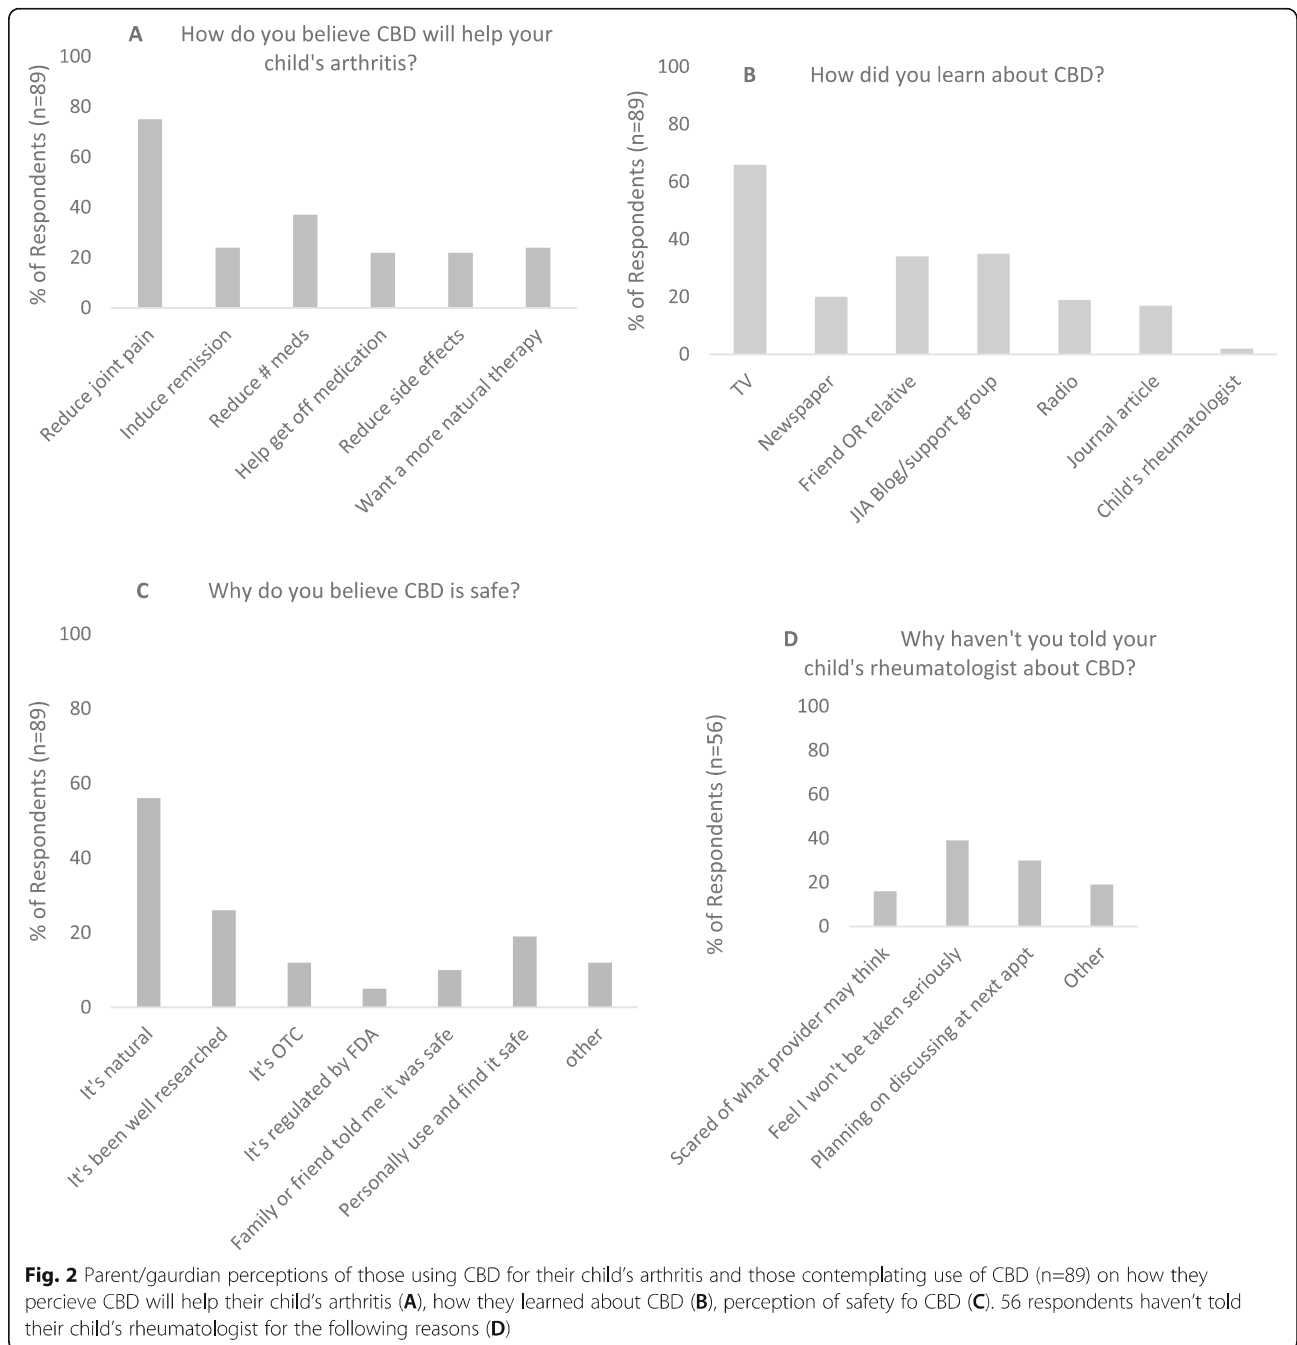 A How do you believe CBD will help your
child's arthritis?
% of Respondents (n=89)
100
80
60
40
20
0
Reduce joint pain
Induce remission
Reduce # meds
Help get off medication
Reduce side effects
Want a more natural therapy
B How did you learn about CBD?
% of Respondents (n=89)
100
80
60
40
20
0
TV
Newspaper
Friend OR relative
JIA Blog/support group
Radio
Journal article
Child's rheumatologist
C Why do you believe CBD is safe?
% of Respondents (n=89)
100
80
60
40
20
0
It's natural
It's been well researched
It's OTC
It's regulated by FDA
Family or friend told me it was safe
Personally use and find it safe
other
D Why haven't you told your
child's rheumatologist about CBD?
% of Respondents (n=56)
100
80
60
40
20
0
Scared of what provider may think
Feel I won't be taken seriously
Planning on discussing at next appt
Other
Fig. 2 Parent/gaurdian perceptions of those using CBD for their child's arthritis and those contemplating use of CBD (n=89) on how they
percieve CBD will help their child's arthritis (A), how they learned about CBD (B), perception of safety fo CBD (C). 56 respondents haven't told
their child's rheumatologist for the following reasons (D)